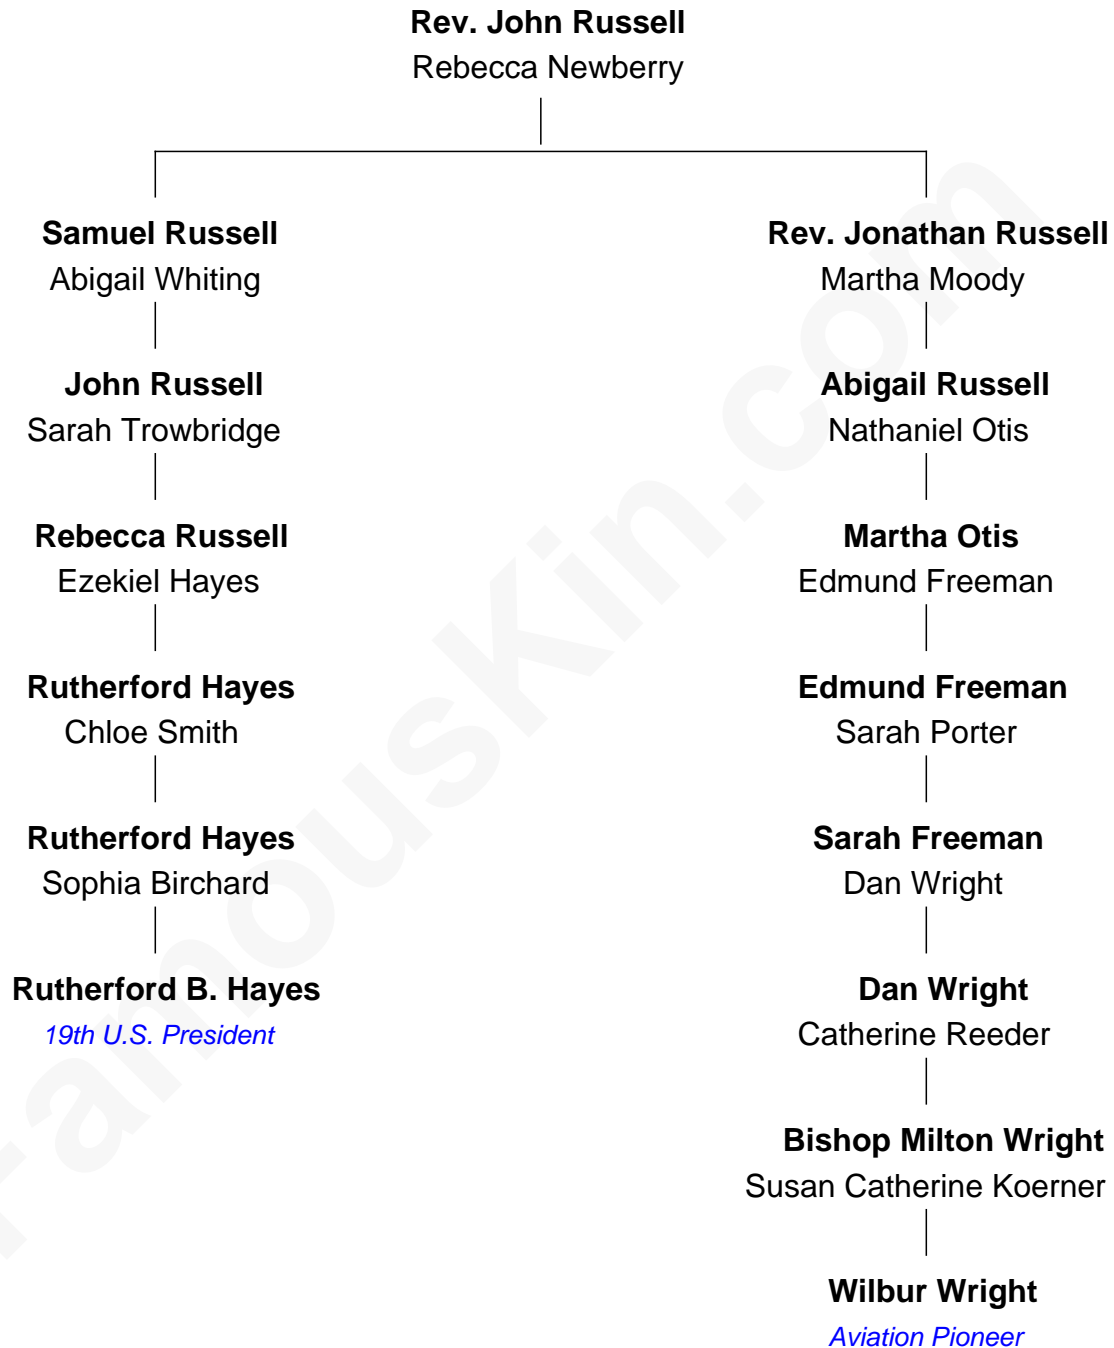 Rev. John Russell
Rebecca Newberry
Samuel Russell
Abigail Whiting
John Russell
Sarah Trowbridge
Rebecca Russell
Ezekiel Hayes
Rutherford Hayes
Chloe Smith
Rutherford Hayes
Sophia Birchard
Rutherford B. Hayes
19th U.S. President
Rev. Jonathan Russell
Martha Moody
Abigail Russell
Nathaniel Otis
Martha Otis
Edmund Freeman
Edmund Freeman
Sarah Porter
Sarah Freeman
Dan Wright
Dan Wright
Catherine Reeder
Bishop Milton Wright
Susan Catherine Koerner
Wilbur Wright
Aviation Pioneer
FamousKin.com